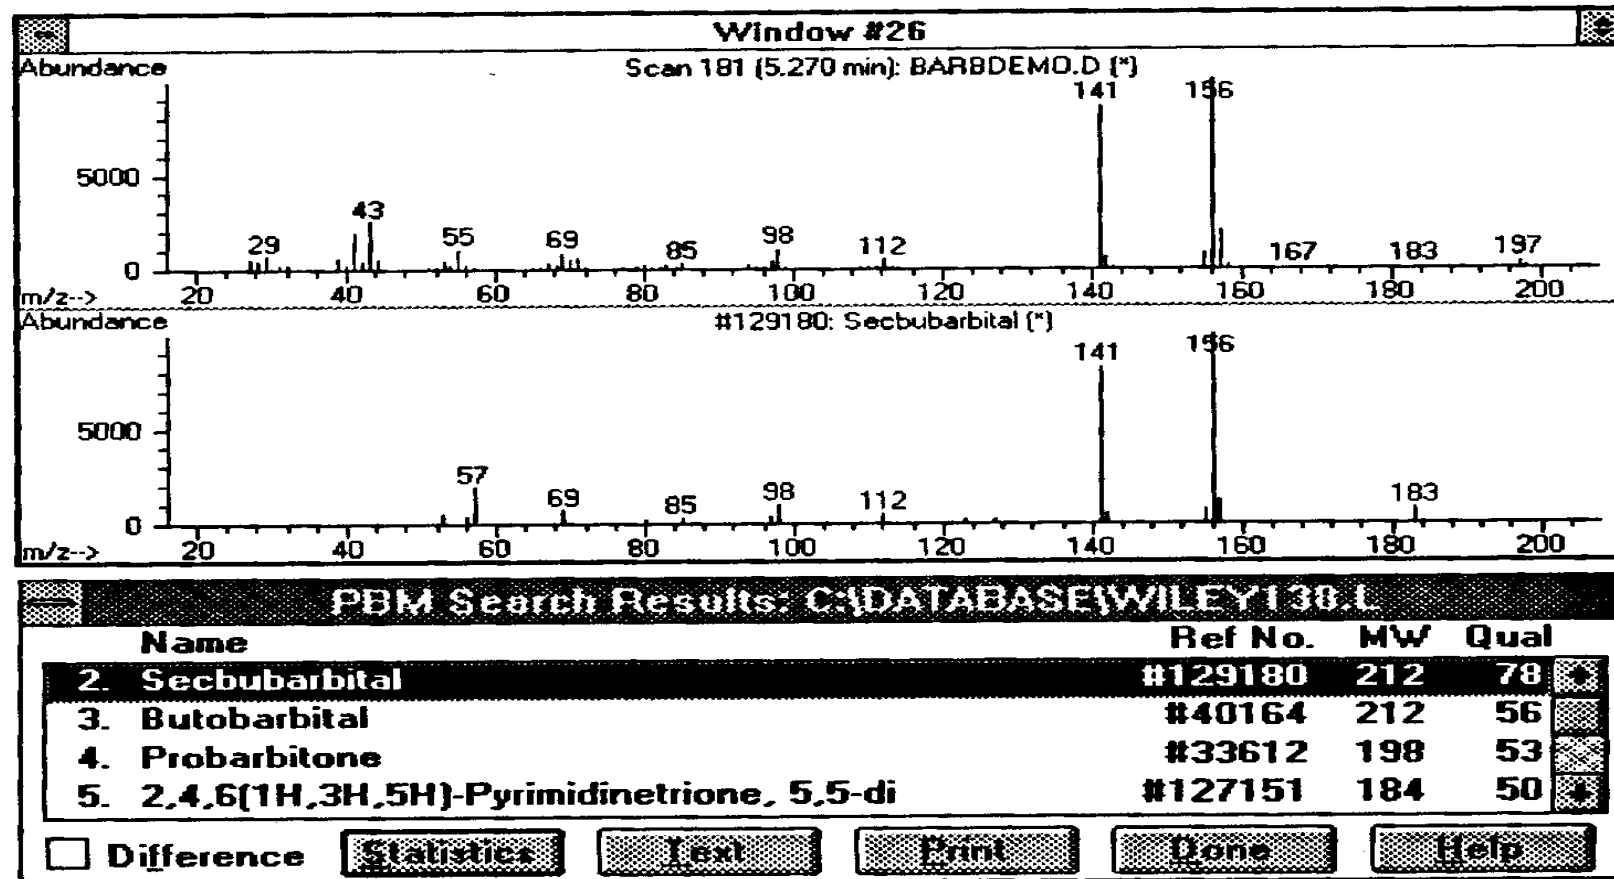 Window #26
Abundance
Scan 181 (5.270 min): BARBDEMO.D (*)
141 156
5000
43
29 55 69 85 98 112 167 183 197
0
m/z--> 20 40 60 80 100 120 140 160 180 200
Abundance
#129180: Secbubarbital (*)
141 156
5000
57
69 85 98 112 183
0
m/z--> 20 40 60 80 100 120 140 160 180 200
PBM Search Results: C:\DATABASE\WILEY138.L
Name Ref No. MW Qual
2. Secbubarbital #129180 212 78
3. Butobarbital #40164 212 56
4. Probarbitone #33612 198 53
5. 2,4,6(1H,3H,5H)-Pyrimidinetrione, 5,5-di #127151 184 50
Difference Statistics Text Print Done Help